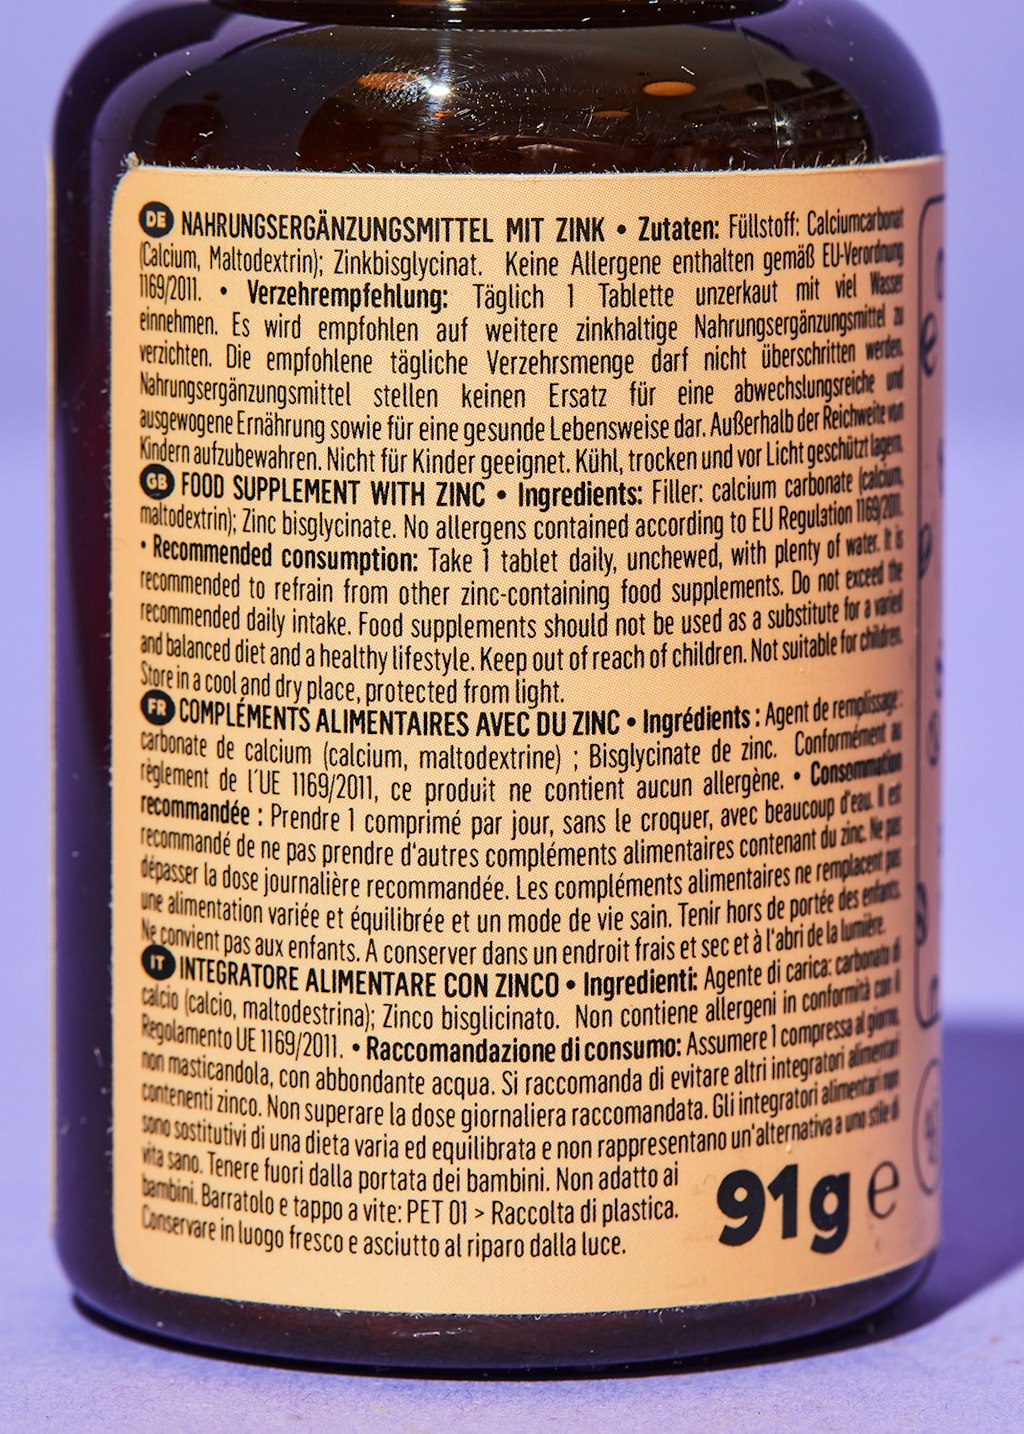 DE NAHRUNGSERGÄNZUNGSMITTEL MIT ZINK • Zutaten: Füllstoff: Calciumcarbonat
(Calcium, Maltodextrin); Zinkbisglycinat. Keine Allergene enthalten gemäß EU-Verordnung
1169/2011. • Verzehrempfehlung: Täglich 1 Tablette unzerkaut mit viel Wasser
einnehmen. Es wird empfohlen auf weitere zinkhaltige Nahrungsergänzungsmittel zu
verzichten. Die empfohlene tägliche Verzehrsmenge darf nicht überschritten werden.
Nahrungsergänzungsmittel stellen keinen Ersatz für eine abwechslungsreiche und
ausgewogene Ernährung sowie für eine gesunde Lebensweise dar. Außerhalb der Reichweite von
Kindern aufzubewahren. Nicht für Kinder geeignet. Kühl, trocken und vor Licht geschützt lagern.
GB FOOD SUPPLEMENT WITH ZINC • Ingredients: Filler: calcium carbonate (calcium,
maltodextrin); Zinc bisglycinate. No allergens contained according to EU Regulation 1169/2011.
• Recommended consumption: Take 1 tablet daily, unchewed, with plenty of water. It is
recommended to refrain from other zinc-containing food supplements. Do not exceed the
recommended daily intake. Food supplements should not be used as a substitute for a varied
and balanced diet and a healthy lifestyle. Keep out of reach of children. Not suitable for children.
Store in a cool and dry place, protected from light.
FR COMPLÉMENTS ALIMENTAIRES AVEC DU ZINC • Ingrédients : Agent de remplissage :
carbonate de calcium (calcium, maltodextrine) ; Bisglycinate de zinc. Conformément au
règlement de l'UE 1169/2011, ce produit ne contient aucun allergène. • Consommation
recommandée : Prendre 1 comprimé par jour, sans le croquer, avec beaucoup d'eau. Il est
recommandé de ne pas prendre d'autres compléments alimentaires contenant du zinc. Ne pas
dépasser la dose journalière recommandée. Les compléments alimentaires ne remplacent pas
une alimentation variée et équilibrée et un mode de vie sain. Tenir hors de portée des enfants.
Ne convient pas aux enfants. A conserver dans un endroit frais et sec et à l'abri de la lumière.
IT INTEGRATORE ALIMENTARE CON ZINCO • Ingredienti: Agente di carica: carbonato di
calcio (calcio, maltodestrina); Zinco bisglicinato. Non contiene allergeni in conformità con il
Regolamento UE 1169/2011. • Raccomandazione di consumo: Assumere 1 compressa al giorno,
non masticandola, con abbondante acqua. Si raccomanda di evitare altri integratori alimentari
contenenti zinco. Non superare la dose giornaliera raccomandata. Gli integratori alimentari non
sono sostitutivi di una dieta varia ed equilibrata e non rappresentano un'alternativa a uno stile di
vita sano. Tenere fuori dalla portata dei bambini. Non adatto ai
bambini. Barratolo e tappo a vite: PET 01 > Raccolta di plastica.
Conservare in luogo fresco e asciutto al riparo dalla luce.
91g e